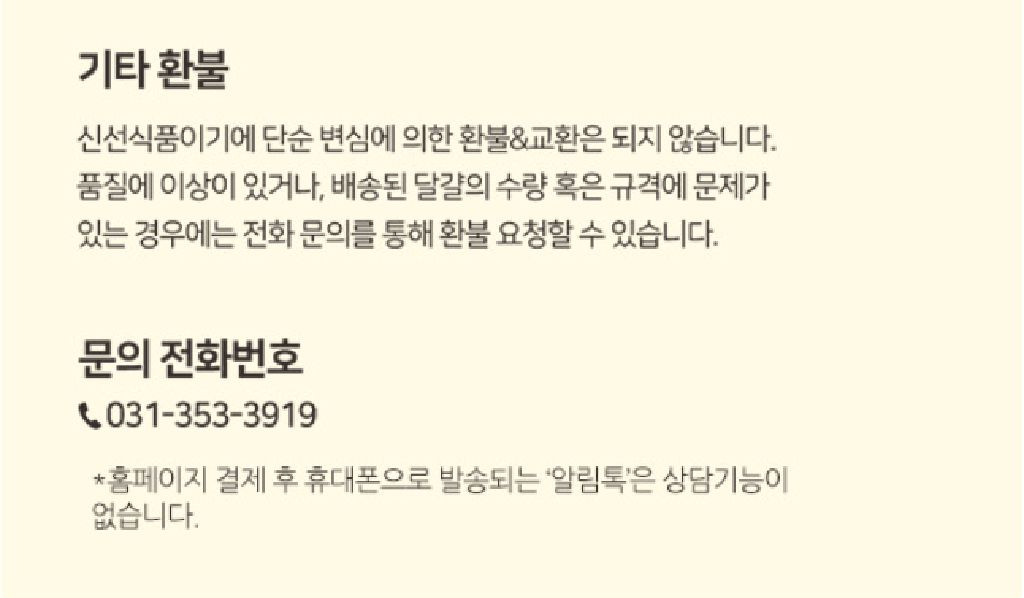 기타 환불
신선식품이기에 단순 변심에 의한 환불&교환은 되지 않습니다.
품질에 이상이 있거나, 배송된 달걀의 수량 혹은 규격에 문제가
있는 경우에는 전화 문의를 통해 환불 요청할 수 있습니다.
문의 전화번호
031-353-3919
*홈페이지 결제 후 휴대폰으로 발송되는 '알림톡'은 상담기능이
없습니다.